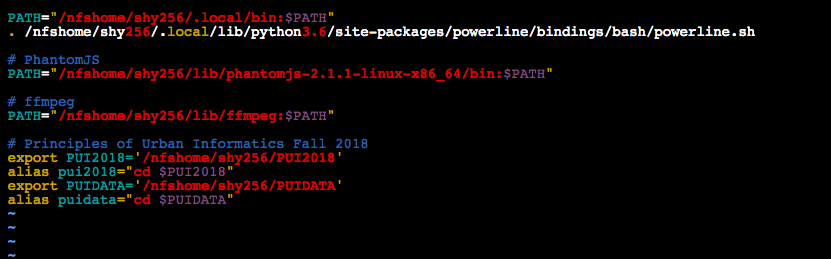 PATH="/nfshome/shy256/.local/bin:$PATH"
. /nfshome/shy256/.local/lib/python3.6/site-packages/powerline/bindings/bash/powerline.sh
# PhantomJS
PATH="/nfshome/shy256/lib/phantomjs-2.1.1-linux-x86_64/bin:$PATH"
# ffmpeg
PATH="/nfshome/shy256/lib/ffmpeg:$PATH"
# Principles of Urban Informatics Fall 2018
export PUI2018='/nfshome/shy256/PUI2018'
alias pui2018="cd $PUI2018"
export PUIDATA='/nfshome/shy256/PUIDATA'
alias puidata="cd $PUIDATA"
~
~
~
~